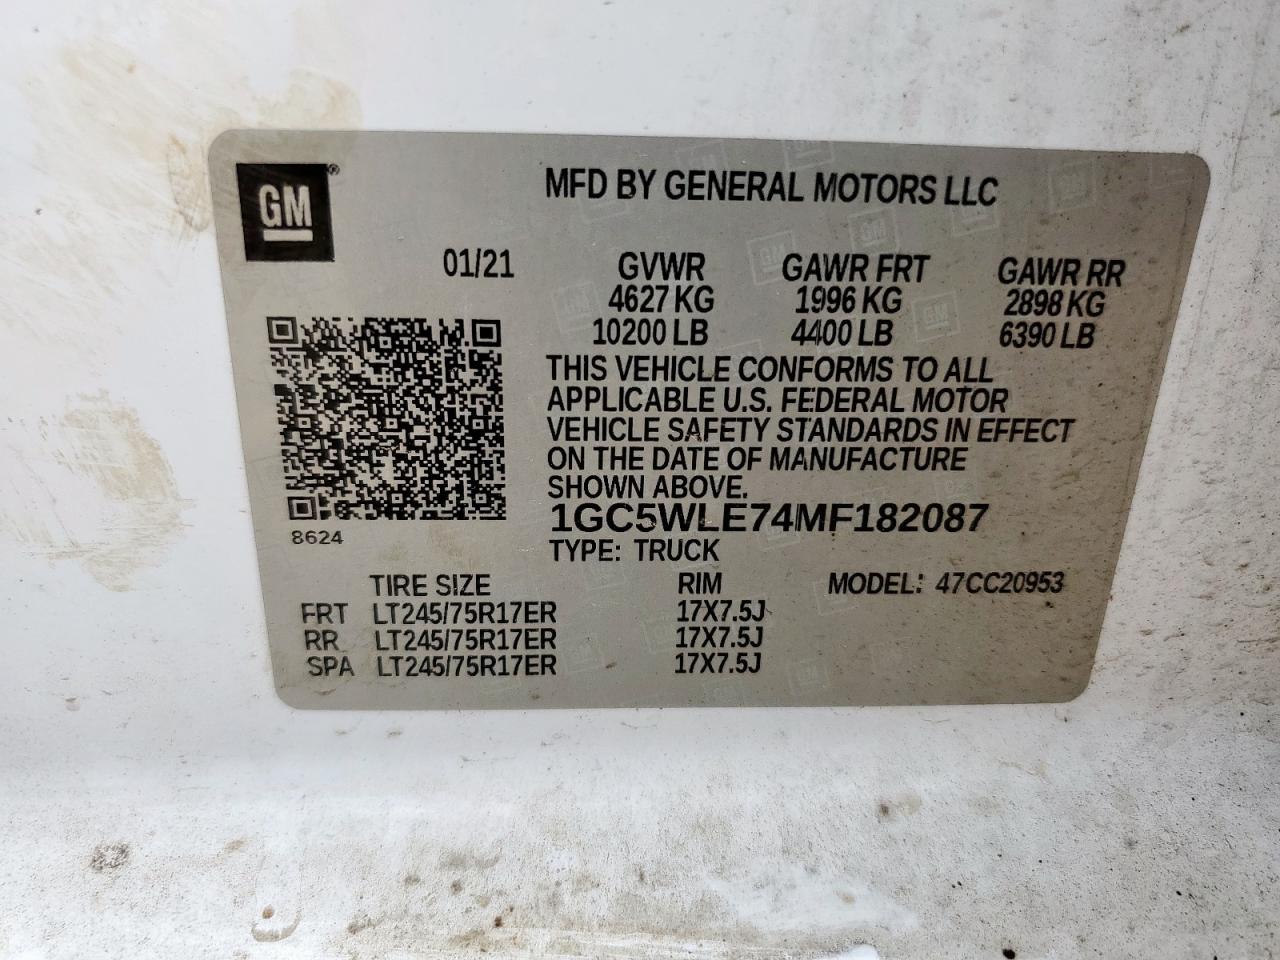 GM
MFD BY GENERAL MOTORS LLC
01/21
GVWR GAWR FRT GAWR RR
4627 KG 1996 KG 2898 KG
10200 LB 4400 LB 6390 LB
THIS VEHICLE CONFORMS TO ALL
APPLICABLE U.S. FEDERAL MOTOR
VEHICLE SAFETY STANDARDS IN EFFECT
ON THE DATE OF MANUFACTURE
SHOWN ABOVE.
8624
1GC5WLE74MF182087
TYPE: TRUCK
TIRE SIZE RIM MODEL: 47CC20953
FRT LT245/75R17ER 17X7.5J
RR LT245/75R17ER 17X7.5J
SPA LT245/75R17ER 17X7.5J